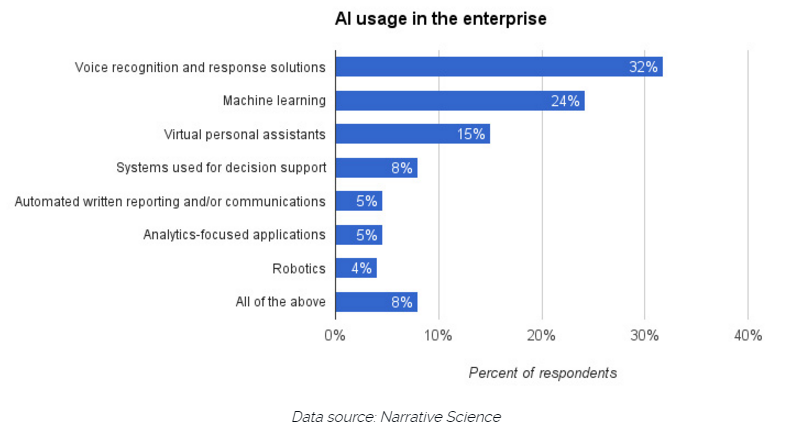 AI usage in the enterprise
Voice recognition and response solutions 32%
Machine learning 24%
Virtual personal assistants 15%
Systems used for decision support 8%
Automated written reporting and/or communications 5%
Analytics-focused applications 5%
Robotics 4%
All of the above 8%
0% 10% 20% 30% 40%
Percent of respondents
Data source: Narrative Science